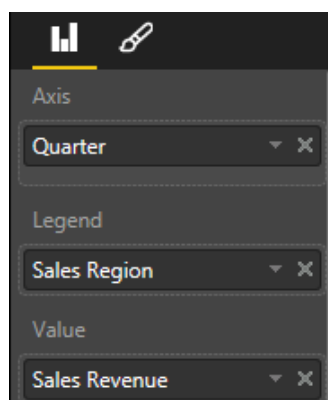 Axis
Quarter
Legend
Sales Region
Value
Sales Revenue